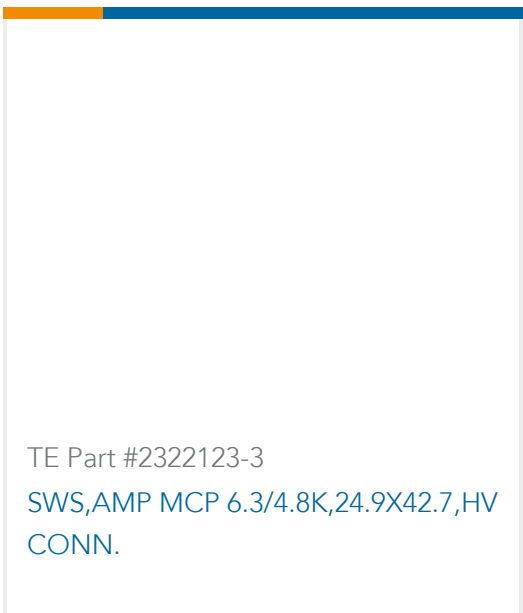 TE Part #2322123-3
SWS,AMP MCP 6.3/4.8K,24.9X42.7,HV
CONN.